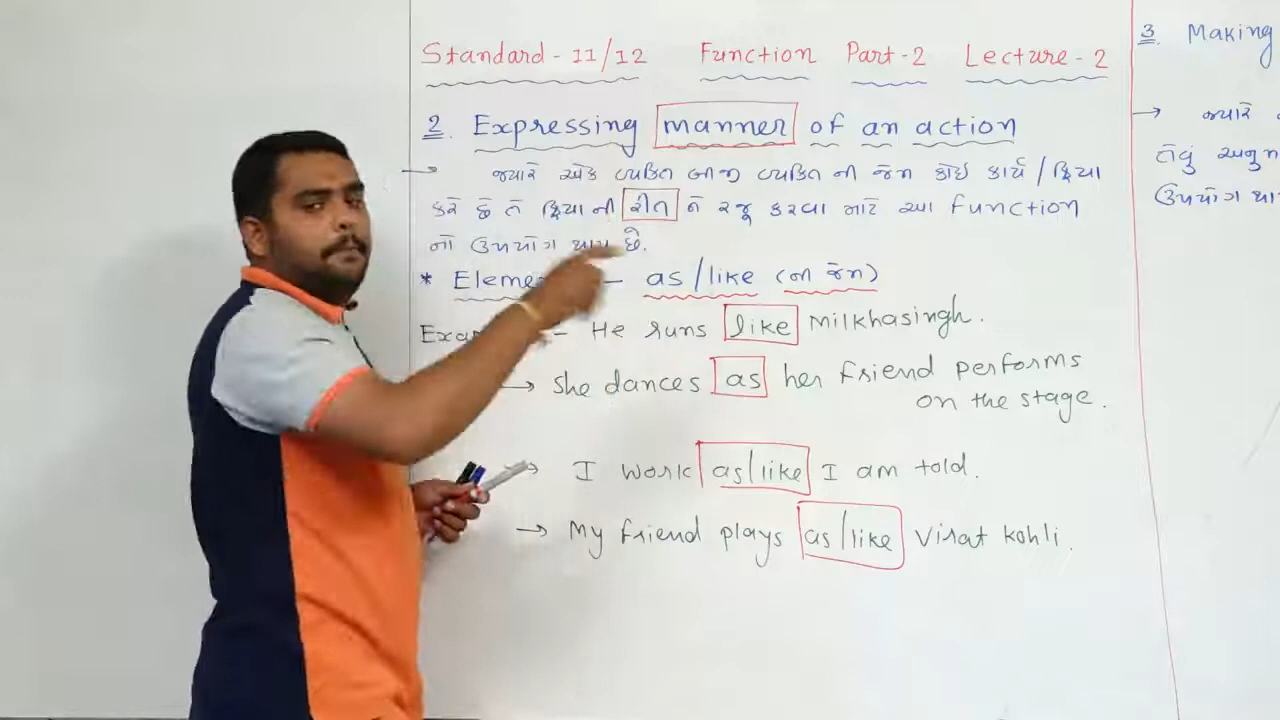 Standard - 11/12 Function Part-2 Lecture-2
2. Expressing manner of an action
→ જ્યારે એક વ્યકિત બીજી વ્યકિત ની જેમ કોઈ કાર્ય / ક્રિયા
કરે છે તે ક્રિયા ની રીત ને રજૂ કરવા માટે આ Function
નો ઉપયોગ થાય છે.
* Eleme – as/like (ની જેમ)
Exa – He runs like Milkhasingh.
→ she dances as her friend performs
on the stage.
→ I work as/like I am told.
→ My friend plays as/like Virat kohli.
3. Making
→ જ્યારે
તેવું
ઉપયોગ થા